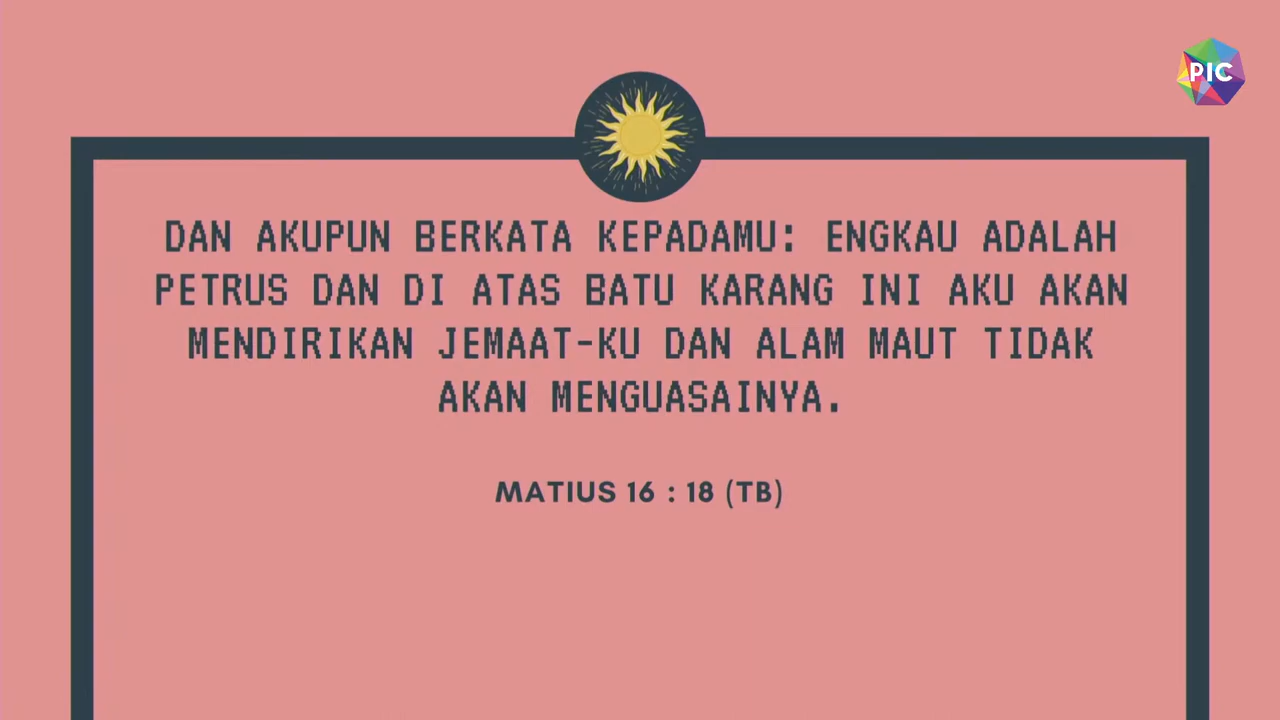 PIC
DAN AKUPUN BERKATA KEPADAMU: ENGKAU ADALAH
PETRUS DAN DI ATAS BATU KARANG INI AKU AKAN
MENDIRIKAN JEMAAT-KU DAN ALAM MAUT TIDAK
AKAN MENGUASAINYA.
MATIUS 16 : 18 (TB)